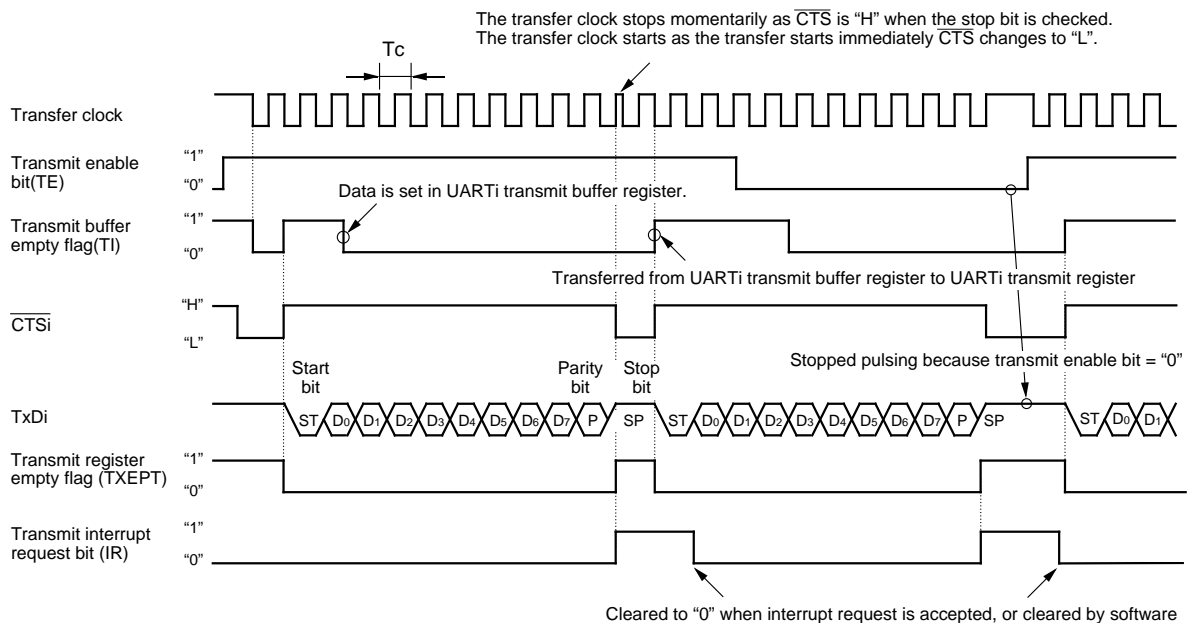 The transfer clock stops momentarily as CTS is “H” when the stop bit is checked.
The transfer clock starts as the transfer starts immediately CTS changes to “L”.
Tc
Transfer clock
Transmit enable
bit(TE)
“1”
“0”
Data is set in UARTi transmit buffer register.
Transmit buffer
empty flag(TI)
“1”
“0”
Transferred from UARTi transmit buffer register to UARTi transmit register
CTSi
“H”
“L”
Stopped pulsing because transmit enable bit = “0”
Start
bit
Parity
bit
Stop
bit
TxDi
ST D0 D1 D2 D3 D4 D5 D6 D7 P SP ST D0 D1 D2 D3 D4 D5 D6 D7 P SP ST D0 D1
Transmit register
empty flag (TXEPT)
“1”
“0”
Transmit interrupt
request bit (IR)
“1”
“0”
Cleared to “0” when interrupt request is accepted, or cleared by software